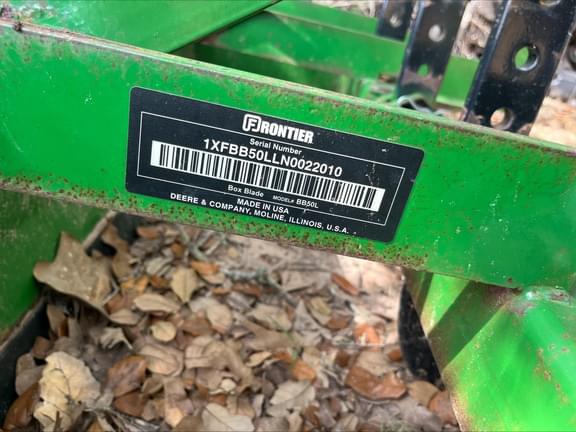 FRONTIER
Serial Number
1XFBB50LLN0022010
Box Blade MODEL# BB50L
MADE IN USA
DEERE & COMPANY, MOLINE, ILLINOIS, U.S.A.